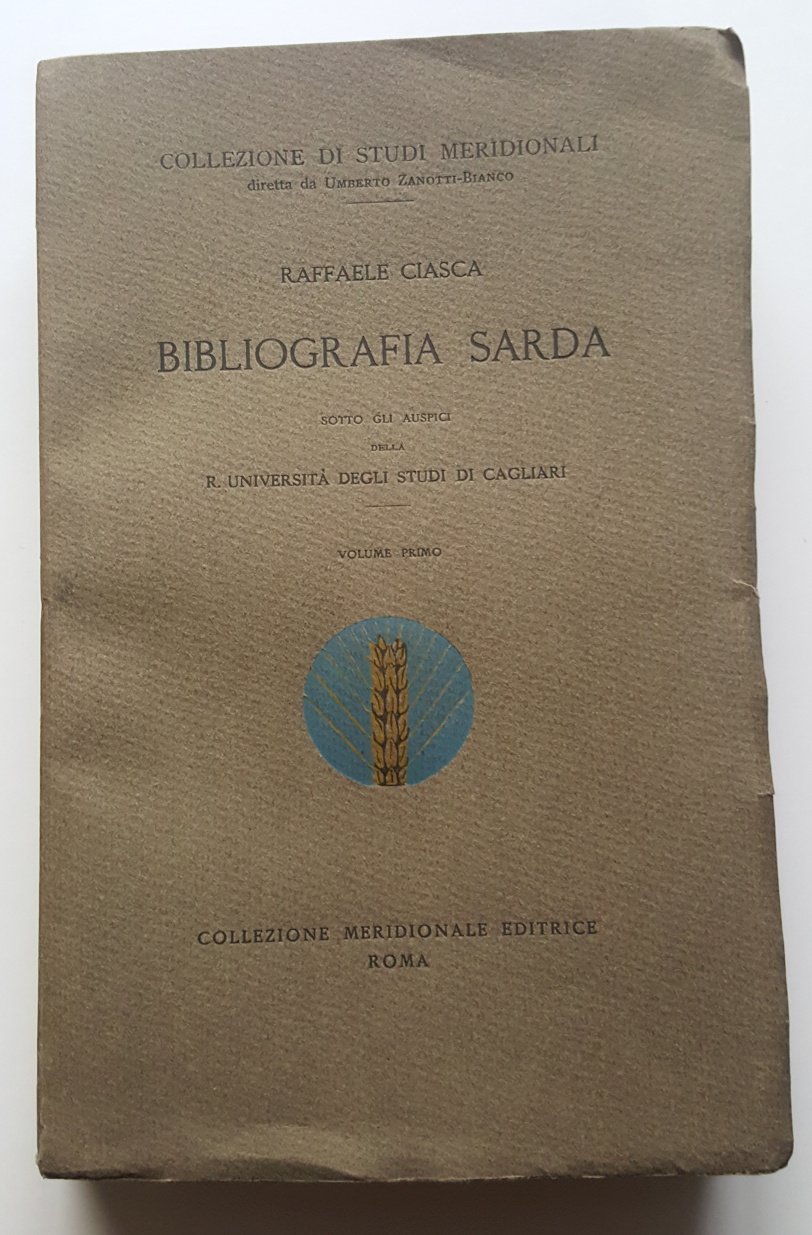 COLLEZIONE DI STUDI MERIDIONALI
diretta da UMBERTO ZANOTTI-BIANCO
RAFFAELE CIASCA
BIBLIOGRAFIA SARDA
SOTTO GLI AUSPICI
DELLA
R. UNIVERSITÀ DEGLI STUDI DI CAGLIARI
VOLUME PRIMO
COLLEZIONE MERIDIONALE EDITRICE
ROMA